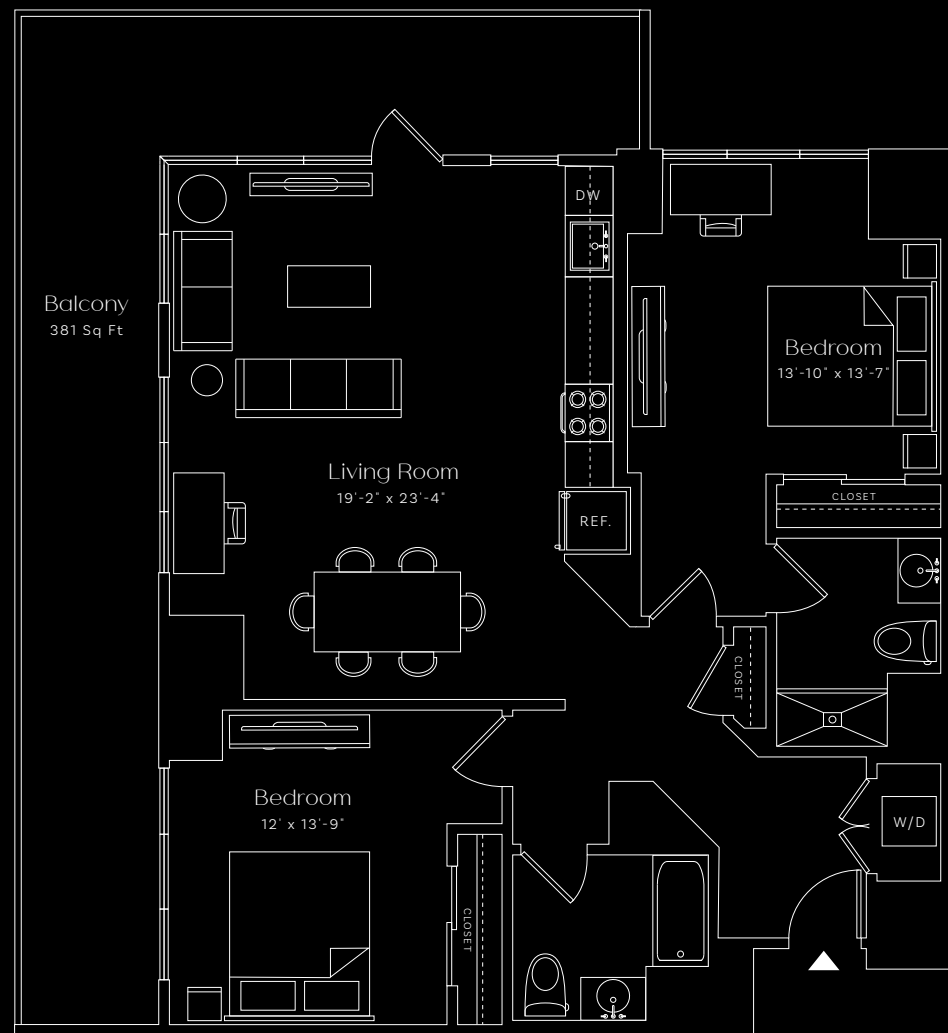 DW
Balcony
381 Sq Ft
Bedroom
13'-10" x 13'-7"
Living Room
19'-2" x 23'-4"
CLOSET
REF.
CLOSET
Bedroom
12' x 13'-9"
W/D
CLOSET